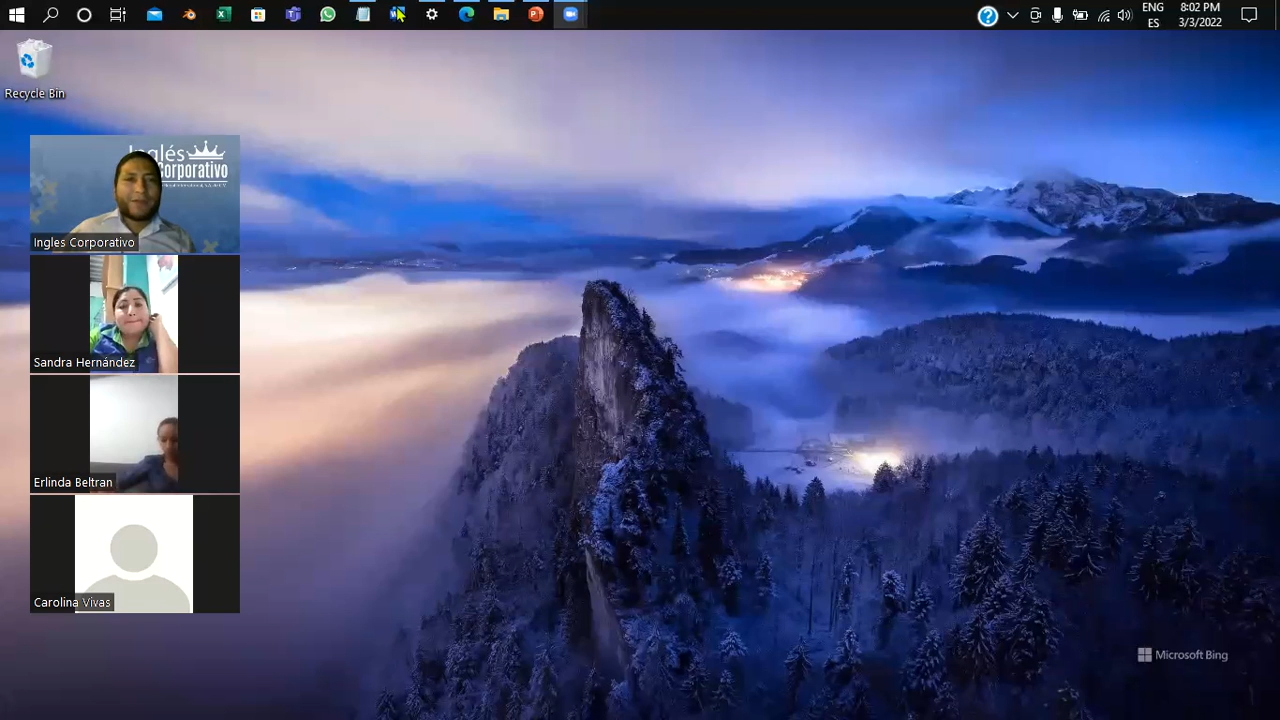 ENG
8:02 PM
ES
3/3/2022
Recycle Bin
Inglés
Corporativo
Ingles Corporativo
Sandra Hernández
Erlinda Beltran
Carolina Vivas
Microsoft Bing